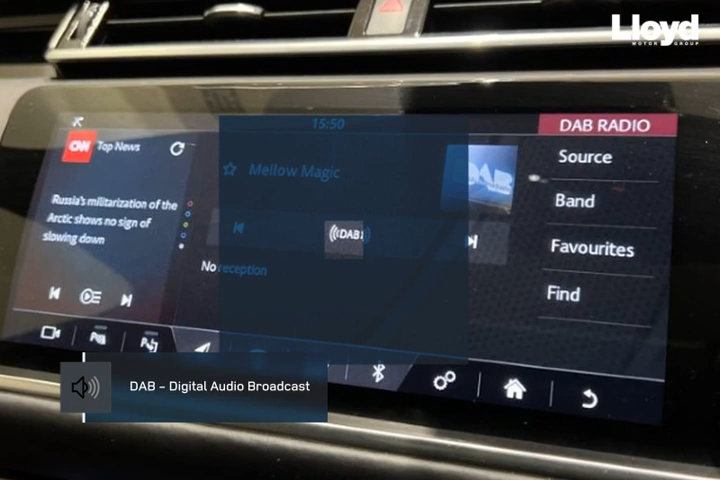 Lloyd
MOTOR GROUP
15:50
DAB RADIO
CNN
Top News
Mellow Magic
DAB
Source
Russia's militarization of the
Arctic shows no sign of
slowing down
Band
DAB
Favourites
No reception
Find
DAB – Digital Audio Broadcast